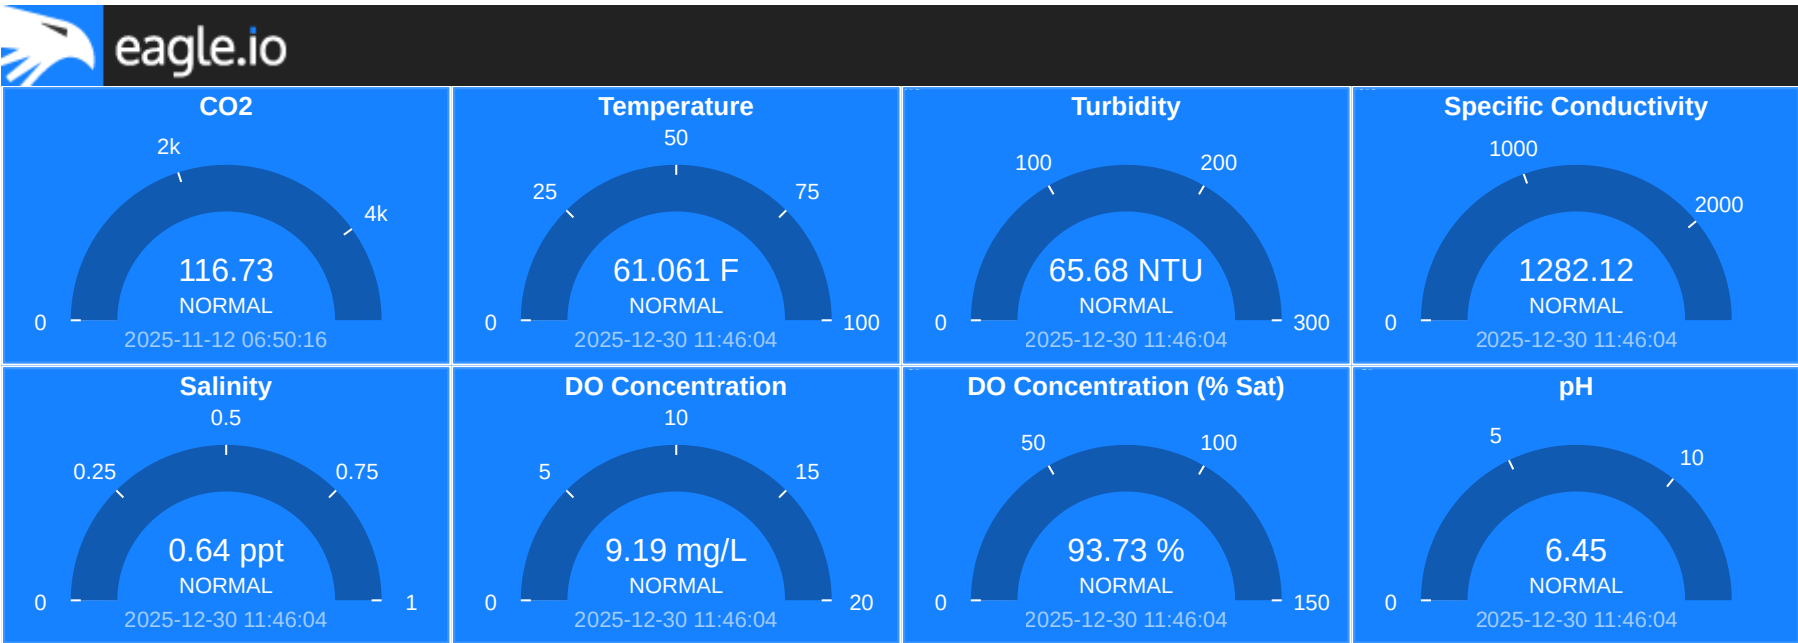 eagle.io
CO2
2k
4k
116.73
NORMAL
0
2025-11-12 06:50:16
Temperature
50
25
75
61.061 F
NORMAL
0
100
2025-12-30 11:46:04
Turbidity
100
200
65.68 NTU
NORMAL
0
300
2025-12-30 11:46:04
Specific Conductivity
1000
2000
1282.12
NORMAL
0
2025-12-30 11:46:04
Salinity
0.5
0.25
0.75
0.64 ppt
NORMAL
0
1
2025-12-30 11:46:04
DO Concentration
10
5
15
9.19 mg/L
NORMAL
0
20
2025-12-30 11:46:04
DO Concentration (% Sat)
50
100
93.73 %
NORMAL
0
150
2025-12-30 11:46:04
pH
5
10
6.45
NORMAL
0
2025-12-30 11:46:04